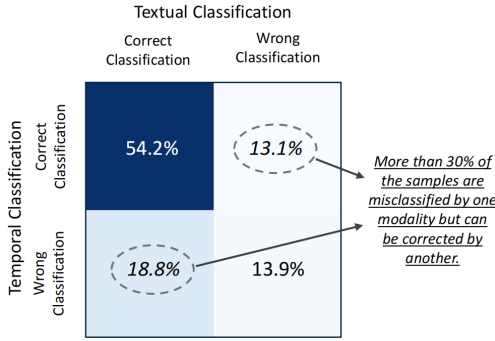 Textual Classification
Correct
Classification
Wrong
Classification
Temporal Classification
Correct
Classification
Wrong
Classification
54.2%
13.1%
18.8%
13.9%
More than 30% of
the samples are
misclassified by one
modality but can
be corrected by
another.